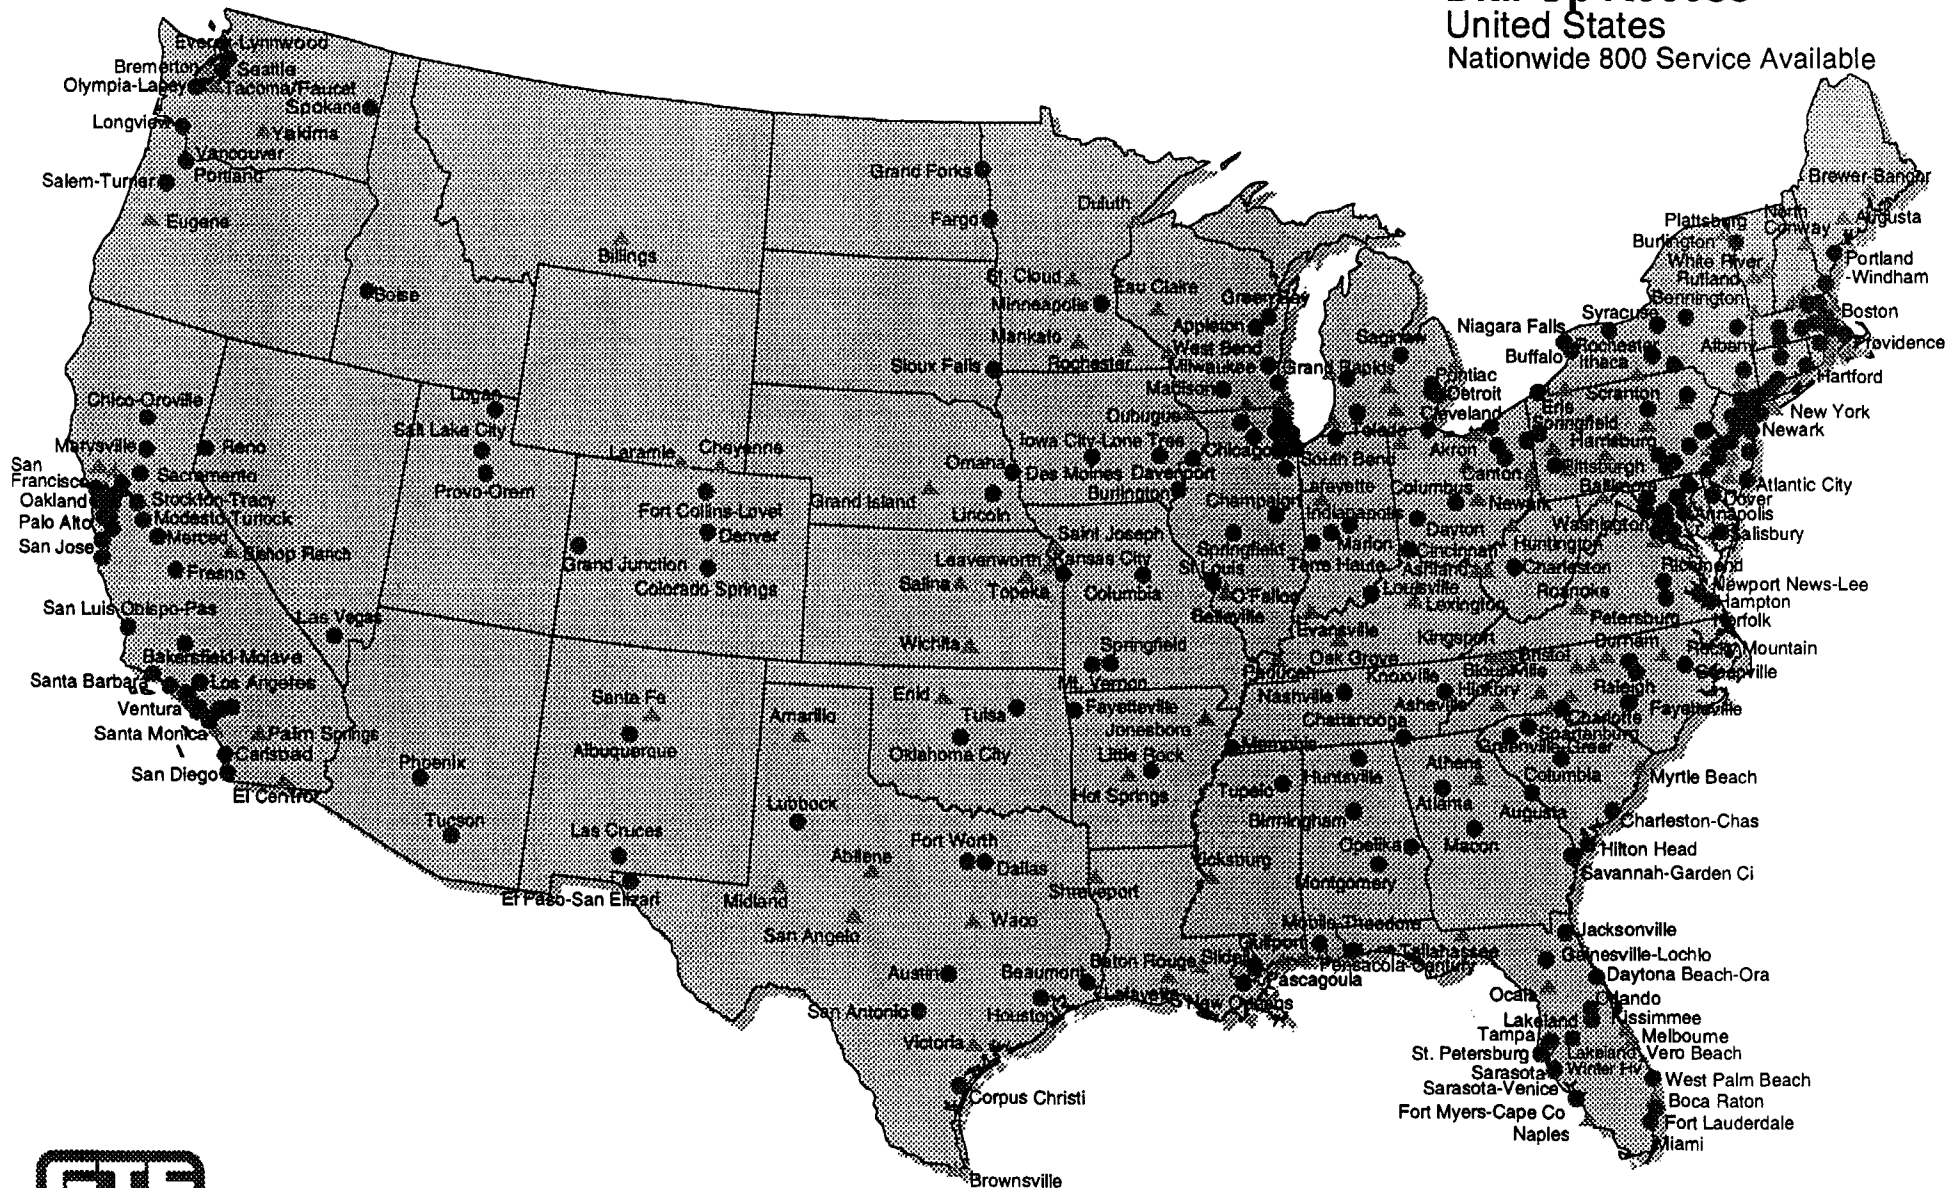 United States
Nationwide 800 Service Available
Lynnwood
Bremerton
Seattle
Olympia-Lacey
Tacoma/Faucet
Spokane
Longview
Yakima
Vancouver
Portland
Salem-Turner
Eugene
Boise
Billings
Grand Forks
Fargo
Duluth
St. Cloud
Minneapolis
Eau Claire
Green Bay
Appleton
Mankato
Rochester
West Bend
Milwaukee
Sioux Falls
Madison
Dubuque
Grand Rapids
Saginaw
Pontiac
Detroit
Cleveland
Toledo
Akron
Canton
South Bend
Chicago
Iowa City-Lone Tree
Des Moines
Davenport
Burlington
Omaha
Lincoln
Grand Island
Cheyenne
Laramie
Logan
Salt Lake City
Provo-Orem
Fort Collins-Lovel
Denver
Grand Junction
Colorado Springs
Chico-Oroville
Marysville
Reno
San
Francisco
Sacramento
Oakland
Stockton-Tracy
Palo Alto
Modesto-Turlock
San Jose
Merced
Bishop Ranch
Fresno
San Luis Obispo-Pas
Las Vegas
Bakersfield-Mojave
Santa Barbara
Los Angeles
Ventura
Santa Monica
Palm Springs
Carlsbad
San Diego
El Centro
Phoenix
Tucson
Santa Fe
Albuquerque
Las Cruces
El Paso-San Elizari
Amarillo
Lubbock
Midland
Abilene
San Angelo
Fort Worth
Dallas
Waco
Austin
San Antonio
Beaumont
Houston
Victoria
Corpus Christi
Brownsville
Enid
Tulsa
Oklahoma City
Wichita
Salina
Topeka
Leavenworth
Kansas City
Saint Joseph
Columbia
Springfield
Mt. Vernon
Fayetteville
Jonesboro
Little Rock
Hot Springs
Shreveport
Vicksburg
Baton Rouge
Slidell
Lafayette
New Orleans
Gulfport
Pascagoula
Mobile-Theodore
Pensacola-Century
Tallahassee
Memphis
Tupelo
Huntsville
Birmingham
Opelika
Montgomery
Athens
Atlanta
Macon
Augusta
Columbia
Myrtle Beach
Charleston-Chas
Hilton Head
Savannah-Garden Ci
Jacksonville
Gainesville-Lochlo
Daytona Beach-Ora
Ocala
Orlando
Kissimmee
Lakeland
Tampa
Melbourne
St. Petersburg
Lakeland
Vero Beach
Sarasota
Winter Hv
Sarasota-Venice
West Palm Beach
Boca Raton
Fort Myers-Cape Co
Fort Lauderdale
Naples
Miami
Champaign
Springfield
St Louis
O'Fallon
Belleville
Lafayette
Indianapolis
Marion
Terre Haute
Evansville
Columbus
Newark
Dayton
Cincinnati
Ashland
Louisville
Lexington
Huntington
Charleston
Oak Grove
Paducah
Nashville
Knoxville
Chattanooga
Kingsport
Bristol
Blountville
Hickory
Asheville
Charlotte
Spartanburg
Greenville-Greer
Durham
Raleigh
Fayetteville
Rocky Mountain
Greenville
Roanoke
Petersburg
Richmond
Newport News-Lee
Hampton
Norfolk
Washington
Baltimore
Annapolis
Salisbury
Dover
Atlantic City
Pittsburgh
Harrisburg
Springfield
Erie
Scranton
Newark
New York
Hartford
Providence
Boston
Albany
Niagara Falls
Buffalo
Rochester
Ithaca
Syracuse
Bennington
Rutland
White River
Burlington
Plattsburg
North
Conway
Brewer-Bangor
Augusta
Portland
-Windham
GTE